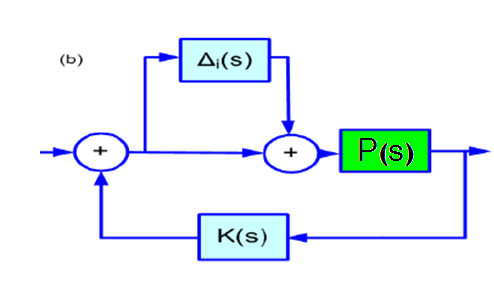 (b)
Δᵢ(s)
+
+
P(s)
K(s)